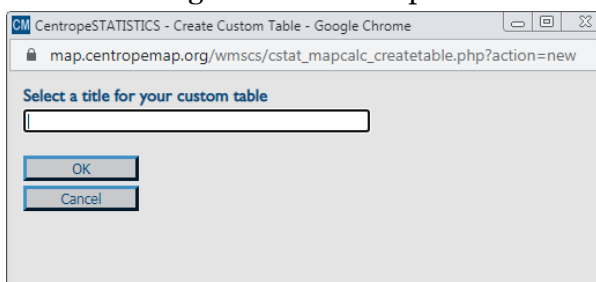 CM CentropeSTATISTICS - Create Custom Table - Google Chrome
map.centropemap.org/wmscs/cstat_mapcalc_createtable.php?action=new
Select a title for your custom table
OK
Cancel